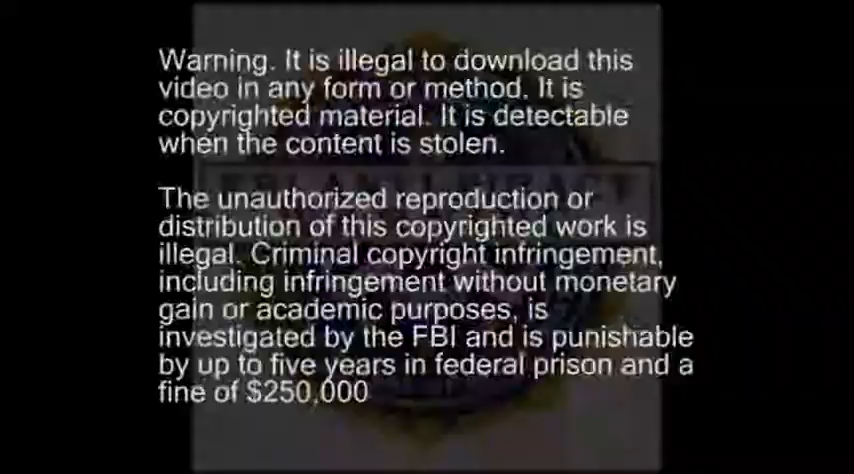 Warning. It is illegal to download this
video in any form or method. It is
copyrighted material. It is detectable
when the content is stolen.
The unauthorized reproduction or
distribution of this copyrighted work is
illegal. Criminal copyright infringement,
including infringement without monetary
gain or academic purposes, is
investigated by the FBI and is punishable
by up to five years in federal prison and a
fine of $250,000